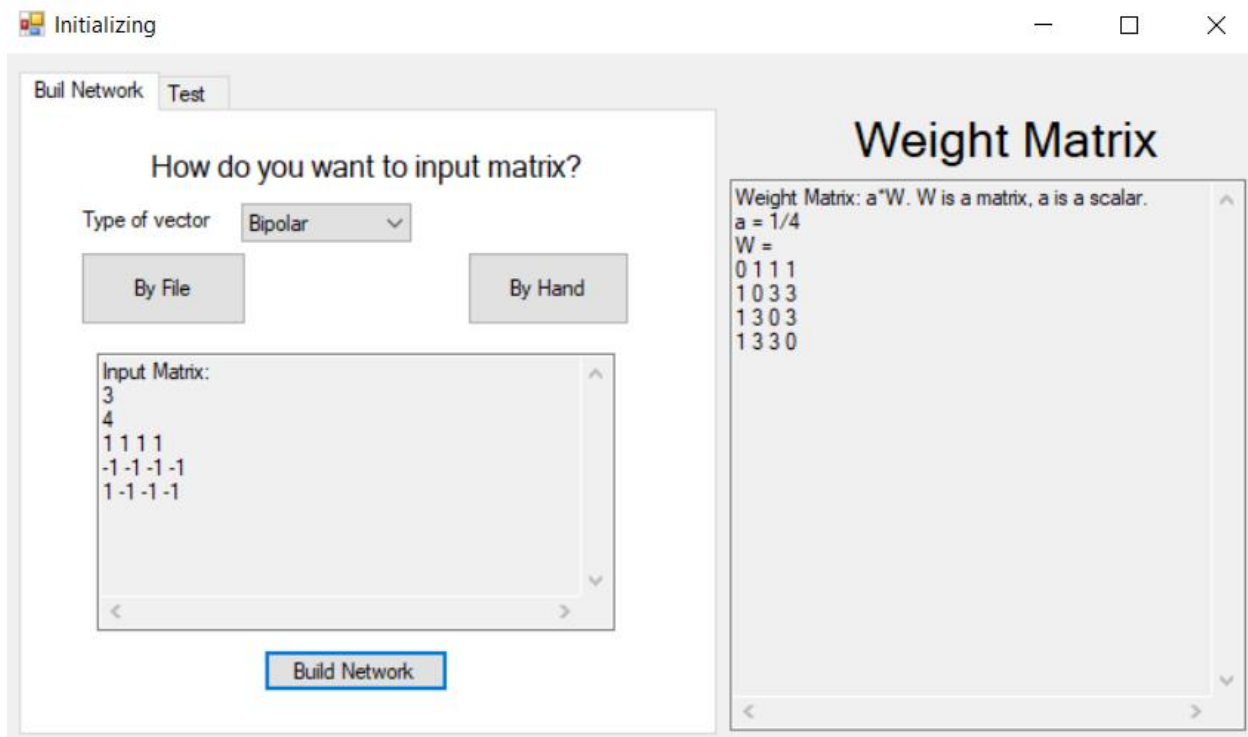 Initializing
Buil Network
Test
How do you want to input matrix?
Type of vector
Bipolar
By File
By Hand
Input Matrix:
3
4
1 1 1 1
-1 -1 -1 -1
1 -1 -1 -1
Build Network
Weight Matrix
Weight Matrix: a*W. W is a matrix, a is a scalar.
a = 1/4
W =
0 1 1 1
1 0 3 3
1 3 0 3
1 3 3 0